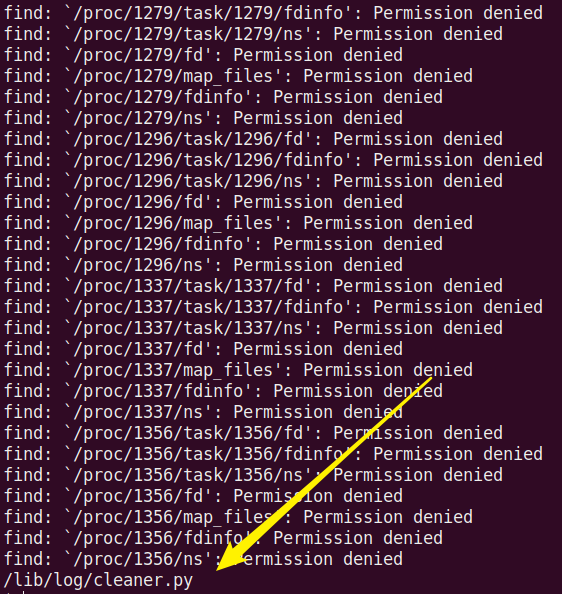 find: `/proc/1279/task/1279/fdinfo': Permission denied
find: `/proc/1279/task/1279/ns': Permission denied
find: `/proc/1279/fd': Permission denied
find: `/proc/1279/map_files': Permission denied
find: `/proc/1279/fdinfo': Permission denied
find: `/proc/1279/ns': Permission denied
find: `/proc/1296/task/1296/fd': Permission denied
find: `/proc/1296/task/1296/fdinfo': Permission denied
find: `/proc/1296/task/1296/ns': Permission denied
find: `/proc/1296/fd': Permission denied
find: `/proc/1296/map_files': Permission denied
find: `/proc/1296/fdinfo': Permission denied
find: `/proc/1296/ns': Permission denied
find: `/proc/1337/task/1337/fd': Permission denied
find: `/proc/1337/task/1337/fdinfo': Permission denied
find: `/proc/1337/task/1337/ns': Permission denied
find: `/proc/1337/fd': Permission denied
find: `/proc/1337/map_files': Permission denied
find: `/proc/1337/fdinfo': Permission denied
find: `/proc/1337/ns': Permission denied
find: `/proc/1356/task/1356/fd': Permission denied
find: `/proc/1356/task/1356/fdinfo': Permission denied
find: `/proc/1356/task/1356/ns': Permission denied
find: `/proc/1356/fd': Permission denied
find: `/proc/1356/map_files': Permission denied
find: `/proc/1356/fdinfo': Permission denied
find: `/proc/1356/ns': Permission denied
/lib/log/cleaner.py